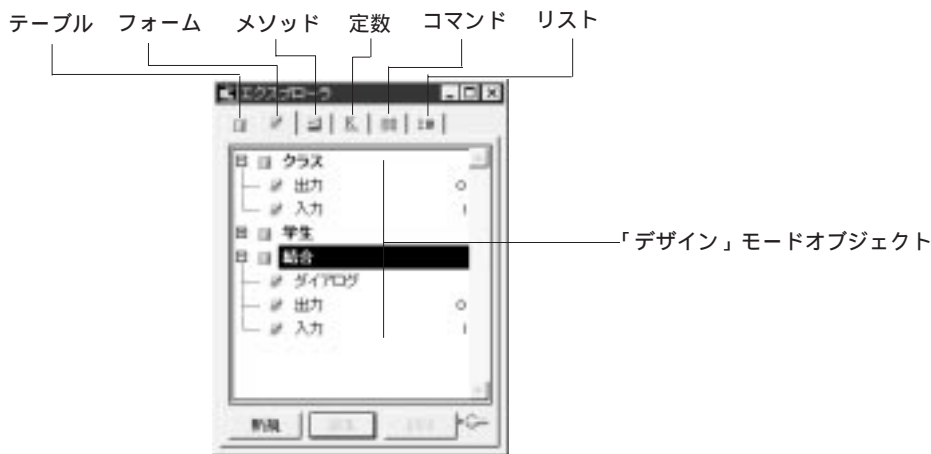 テーブル フォーム メソッド 定数 コマンド リスト
エクスプローラ
クラス
出力 O
入力 I
学生
結合
ダイアログ
出力 O
入力 I
「デザイン」モードオブジェクト
新規